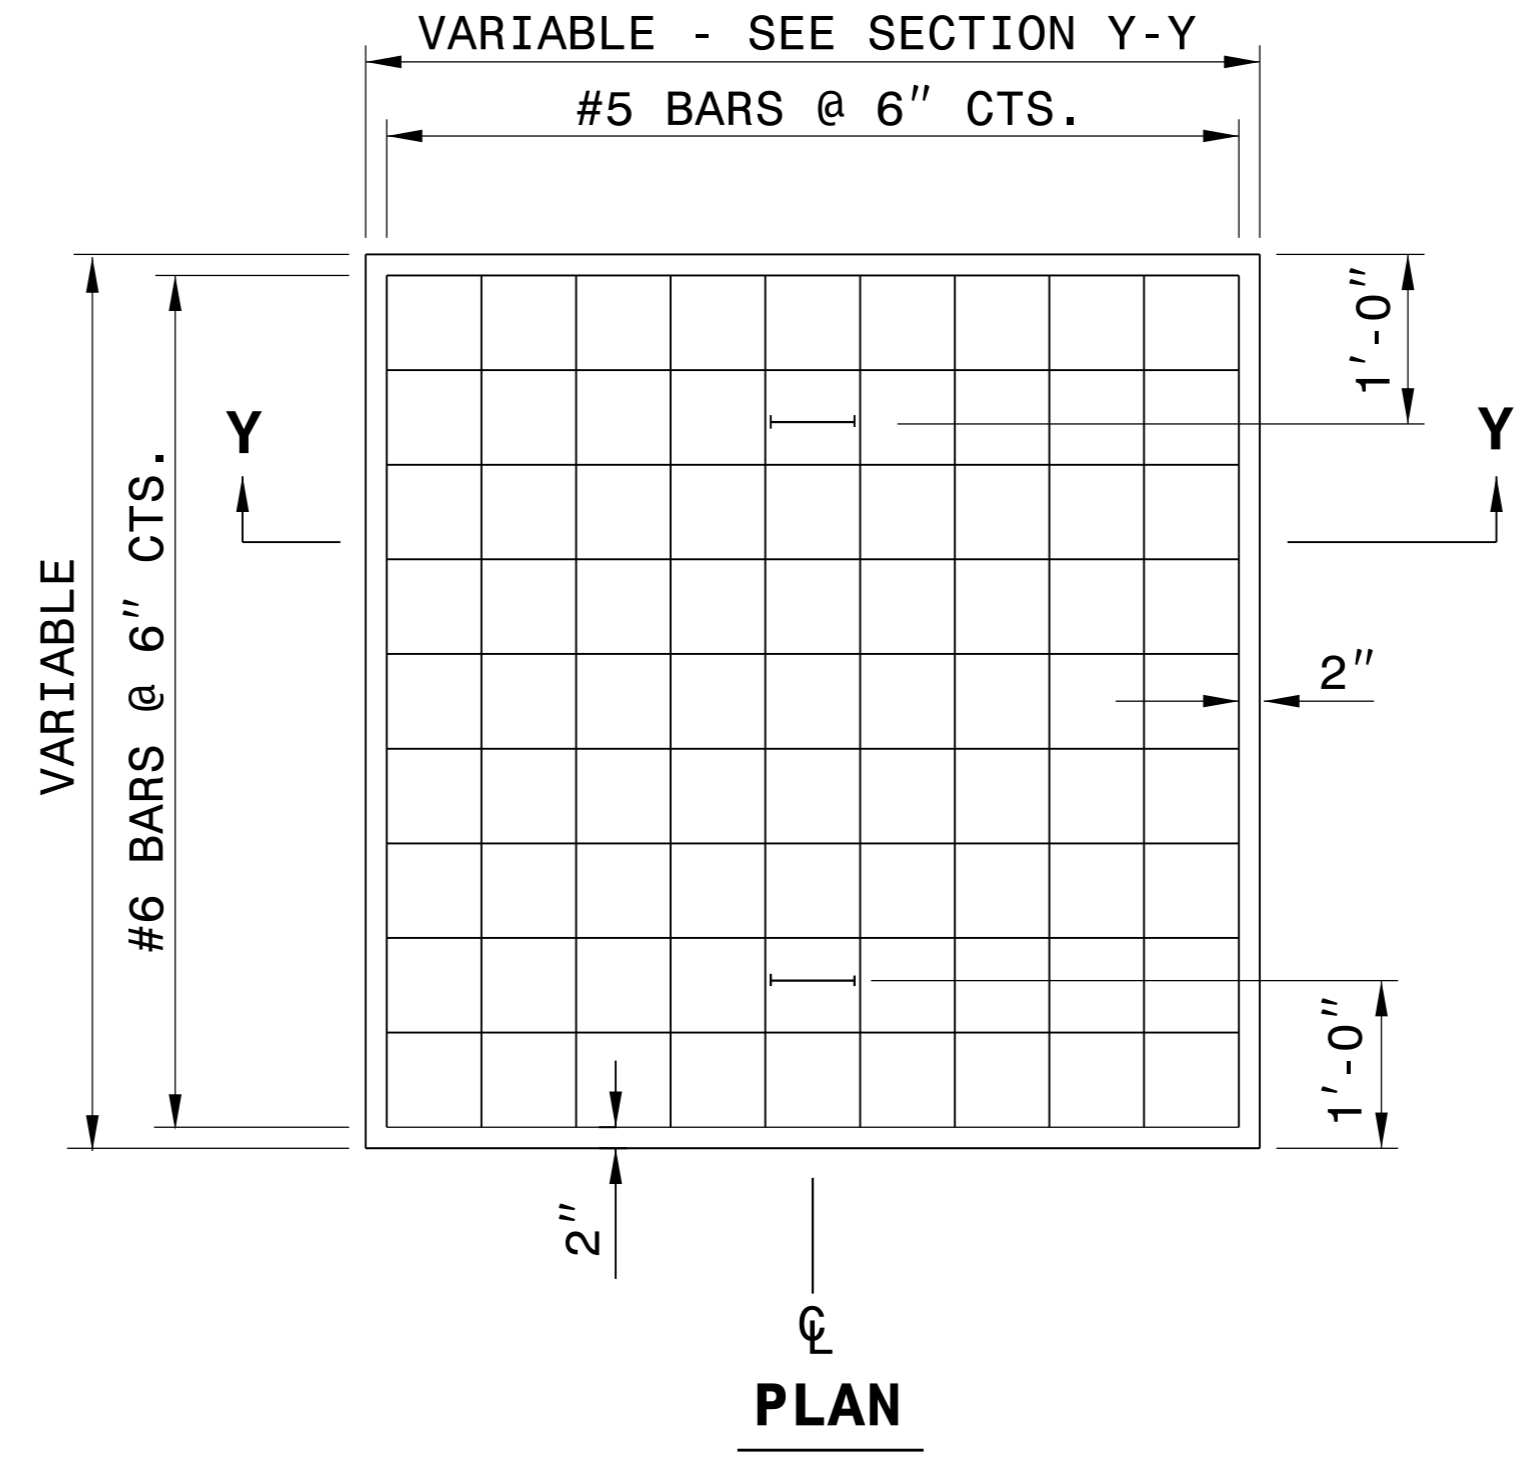 VARIABLE - SEE SECTION Y-Y
#5 BARS @ 6" CTS.
1'-0"
Y
Y
VARIABLE
#6 BARS @ 6" CTS.
2"
1'-0"
2"
℄
PLAN